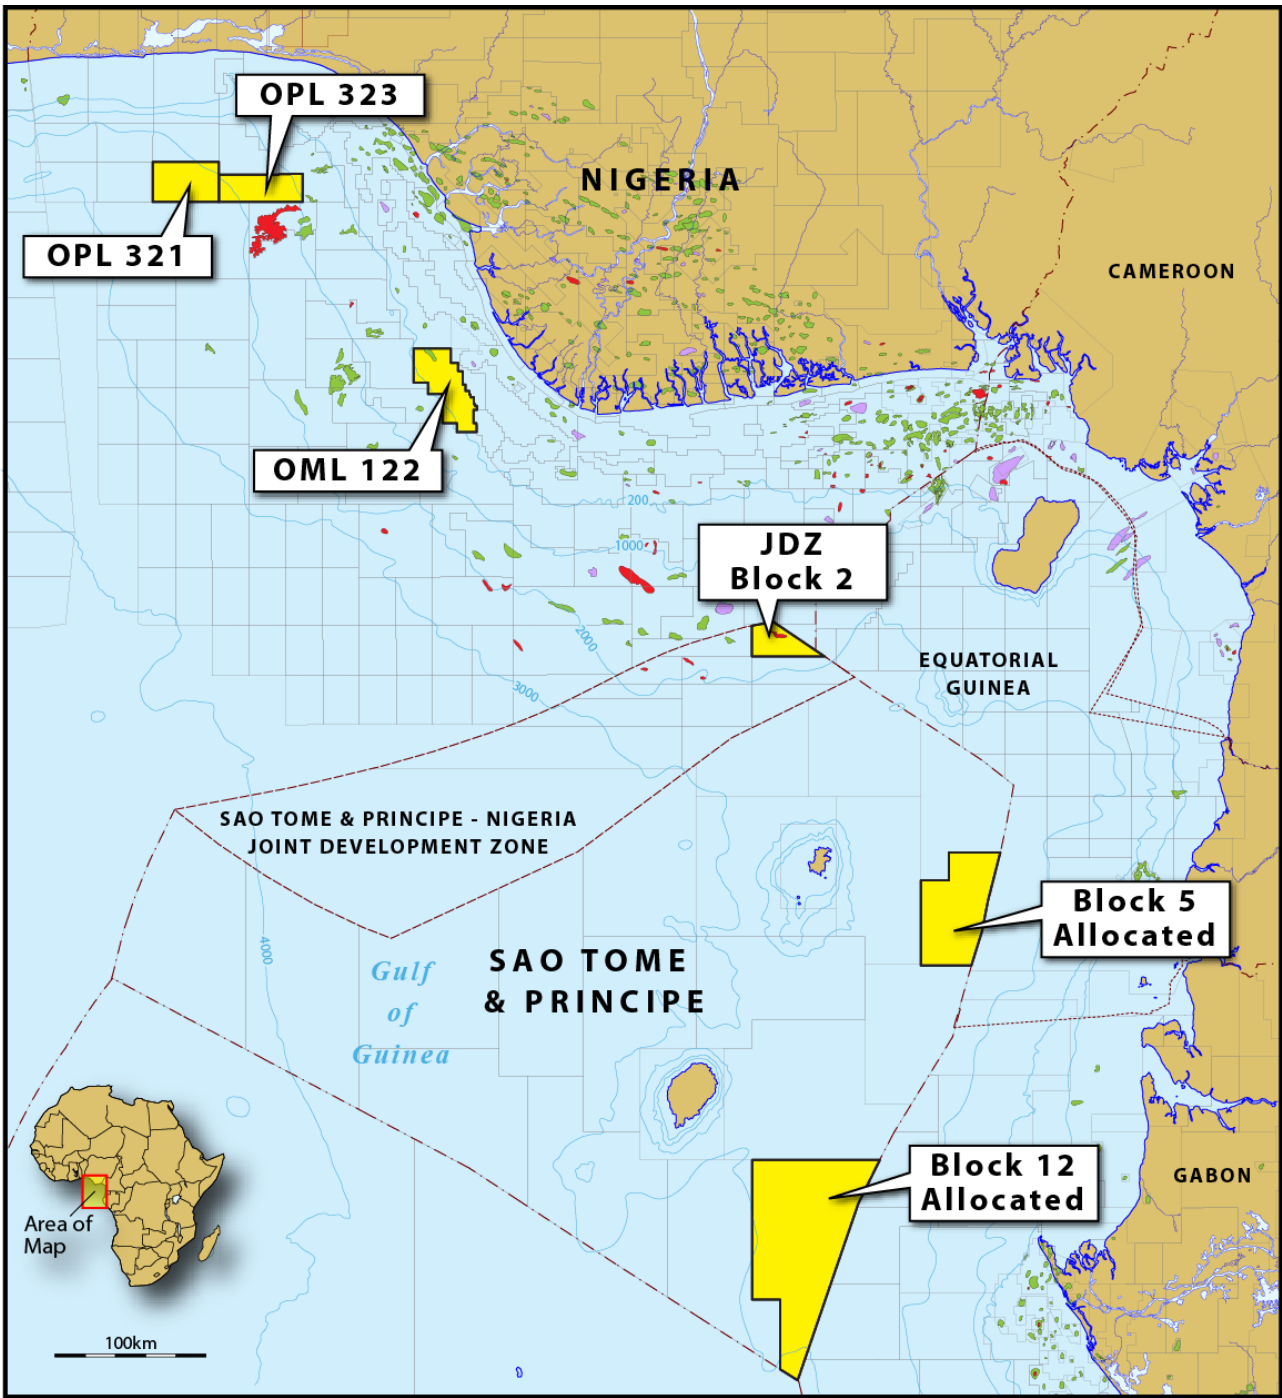 OPL 323
NIGERIA
OPL 321
CAMEROON
OML 122
200
1000
JDZ
Block 2
2000
3000
EQUATORIAL
GUINEA
SAO TOME & PRINCIPE - NIGERIA
JOINT DEVELOPMENT ZONE
Block 5
Allocated
4000
Gulf
of
Guinea
SAO TOME
& PRINCIPE
Block 12
Allocated
GABON
Area of
Map
100km